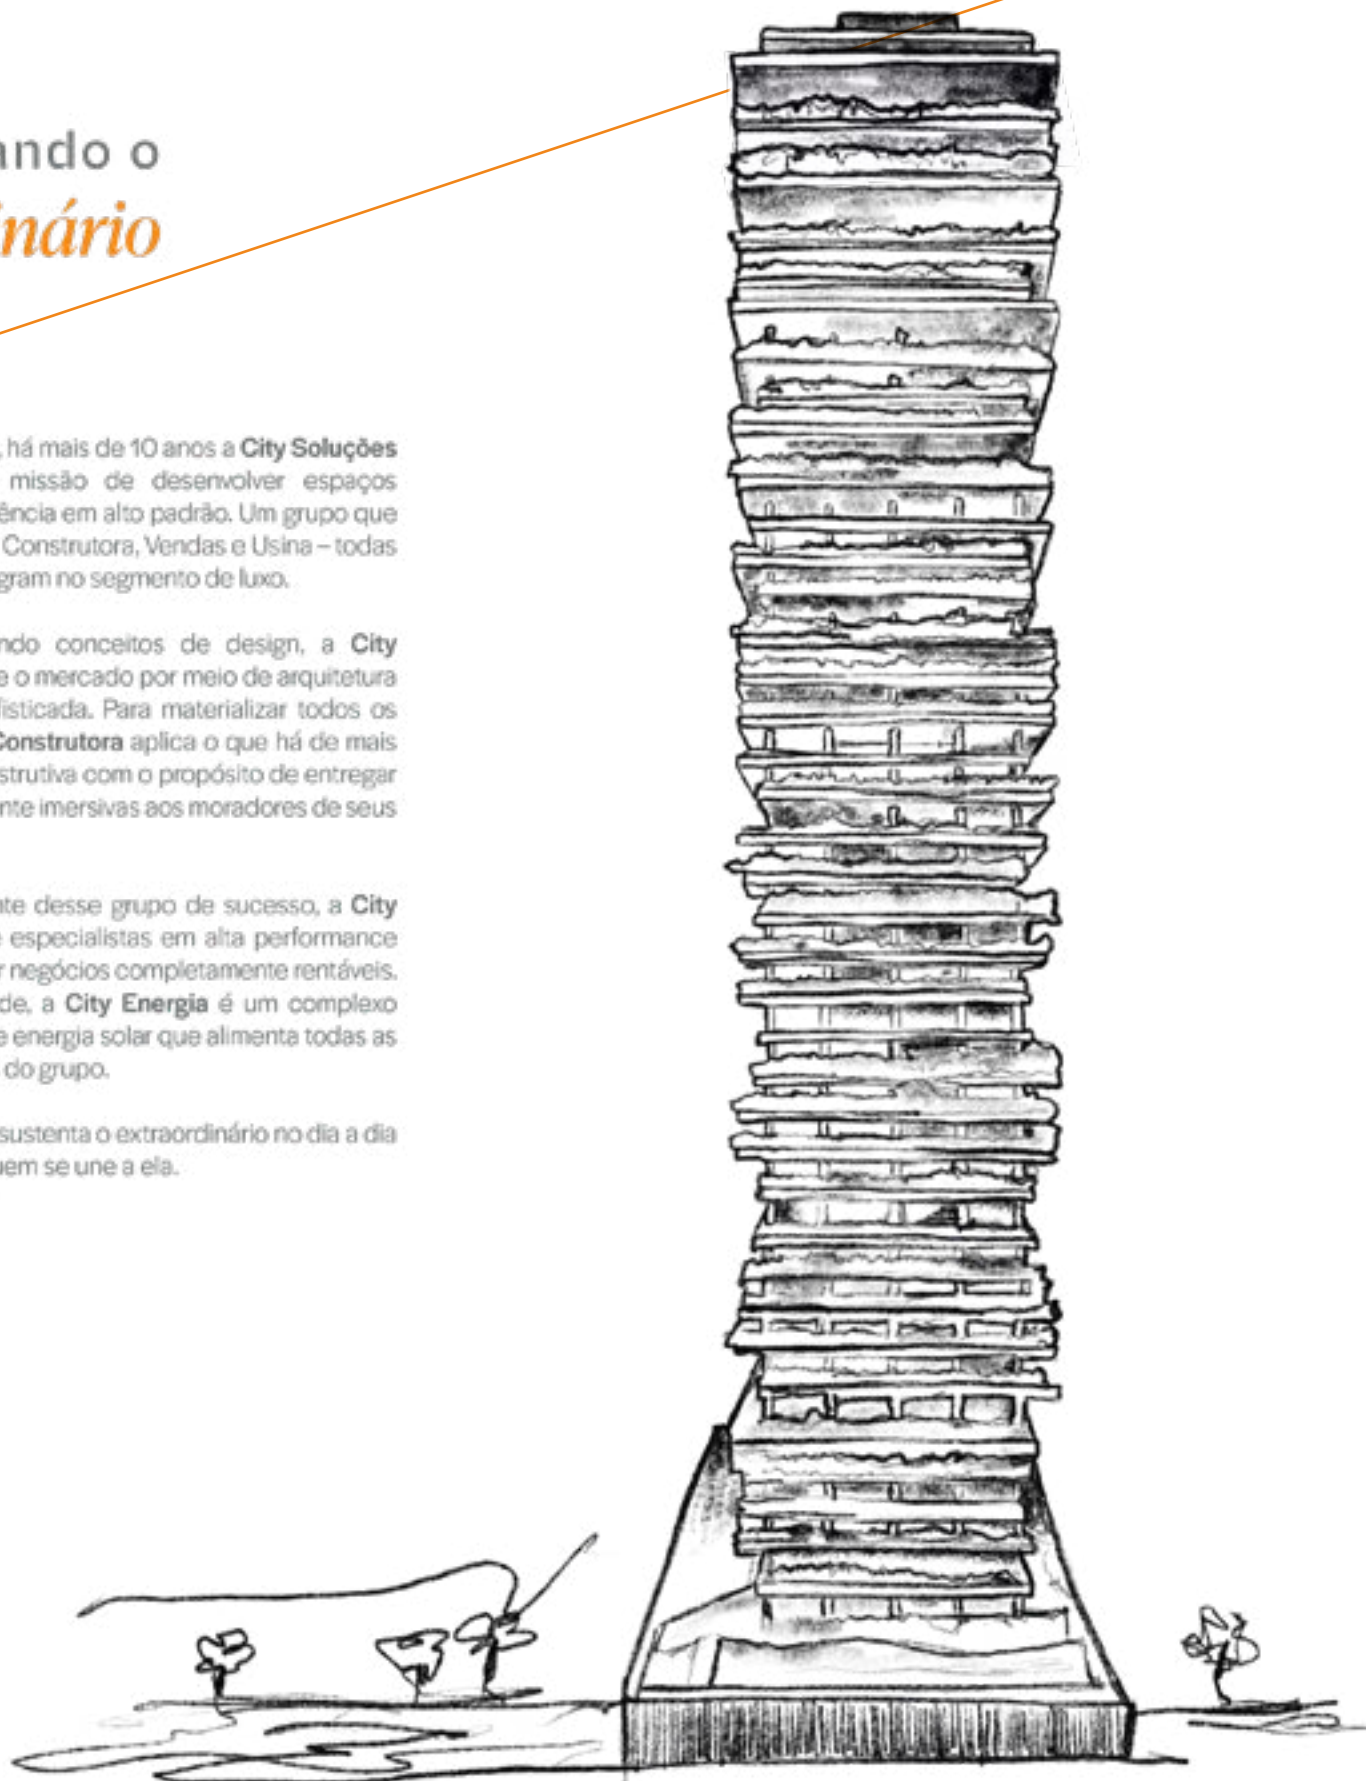 ando o
inário
, há mais de 10 anos a City Soluções
missão de desenvolver espaços
ência em alto padrão. Um grupo que
Construtora, Vendas e Usina – todas
gram no segmento de luxo.
ndo conceitos de design, a City
e o mercado por meio de arquitetura
isticada. Para materializar todos os
Construtora aplica o que há de mais
strutiva com o propósito de entregar
nte imersivas aos moradores de seus
nte desse grupo de sucesso, a City
e especialistas em alta performance
r negócios completamente rentáveis.
de, a City Energia é um complexo
e energia solar que alimenta todas as
do grupo.
sustenta o extraordinário no dia a dia
uem se une a ela.